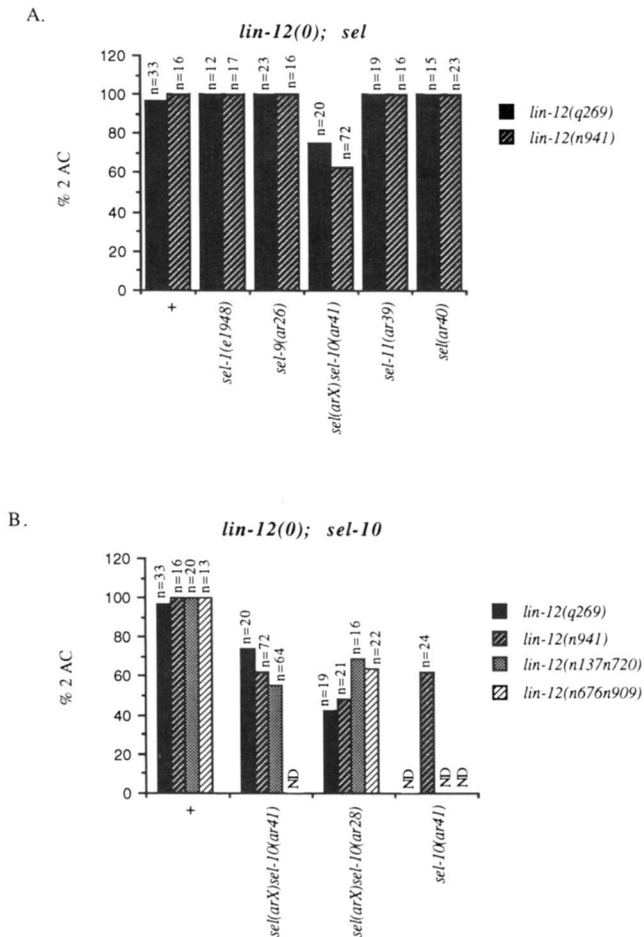 A.
lin-12(0); sel
% 2 AC
120
100
80
60
40
20
0
n=33
n=16
n=12
n=17
n=23
n=16
n=20
n=72
n=19
n=16
n=15
n=23
+
sel-1(e1948)
sel-9(ar26)
sel(arX)sel-10(ar41)
sel-11(ar39)
sel(ar40)
lin-12(q269)
lin-12(n941)
B.
lin-12(0); sel-10
% 2 AC
120
100
80
60
40
20
0
n=33
n=16
n=20
n=13
n=20
n=72
n=64
ND
n=19
n=21
n=16
n=22
ND
n=24
ND
ND
+
sel(arX)sel-10(ar41)
sel(arX)sel-10(ar28)
sel-10(ar41)
lin-12(q269)
lin-12(n941)
lin-12(n137n720)
lin-12(n676n909)